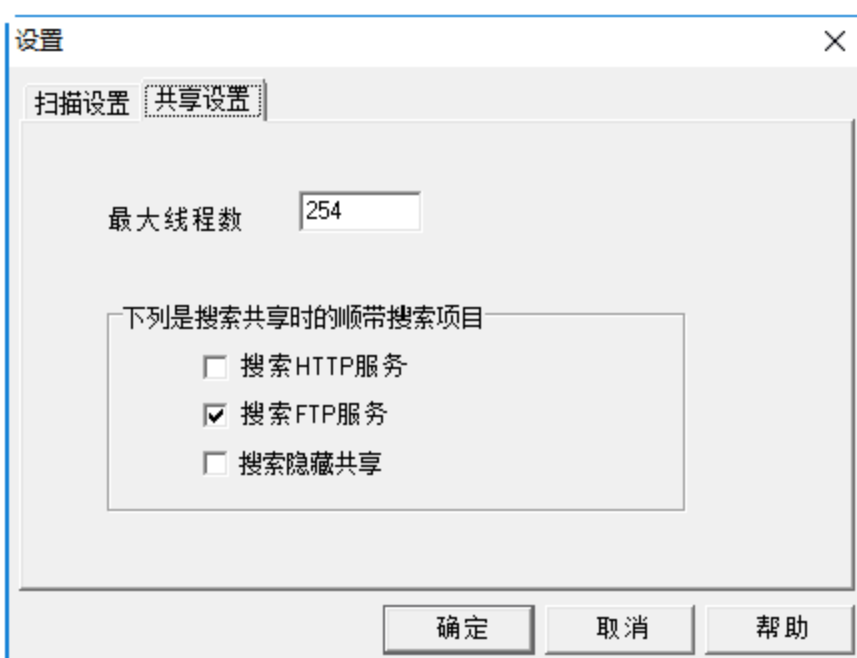 设置
扫描设置 共享设置
最大线程数 254
下列是搜索共享时的顺带搜索项目
搜索HTTP服务
搜索FTP服务
搜索隐藏共享
确定 取消 帮助